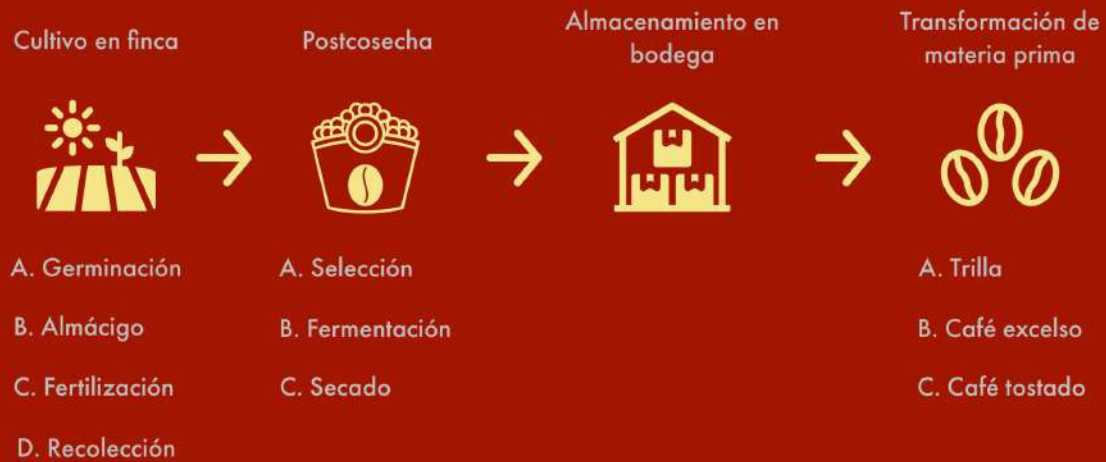 Cultivo en finca
Postcosecha
Almacenamiento en
bodega
Transformación de
materia prima
A. Germinación
B. Almácigo
C. Fertilización
D. Recolección
A. Selección
B. Fermentación
C. Secado
A. Trilla
B. Café excelso
C. Café tostado